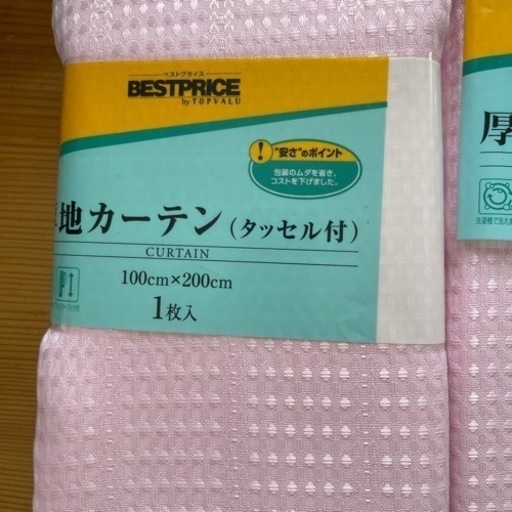 ベストプライス
BESTPRICE
by TOPVALU
"安さ"のポイント
包装のムダを省き、
コストを下げました。
地カーテン(タッセル付)
CURTAIN
100cm×200cm
1枚入
厚